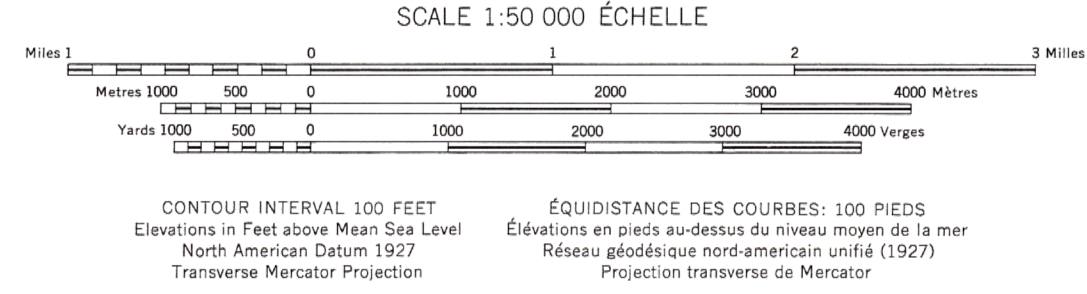 SCALE 1:50 000 ÉCHELLE
Miles 1 0 1 2 3 Milles
Metres 1000 500 0 1000 2000 3000 4000 Mètres
Yards 1000 500 0 1000 2000 3000 4000 Verges
CONTOUR INTERVAL 100 FEET
Elevations in Feet above Mean Sea Level
North American Datum 1927
Transverse Mercator Projection
ÉQUIDISTANCE DES COURBES: 100 PIEDS
Élévations en pieds au-dessus du niveau moyen de la mer
Réseau géodésique nord-americain unifié (1927)
Projection transverse de Mercator